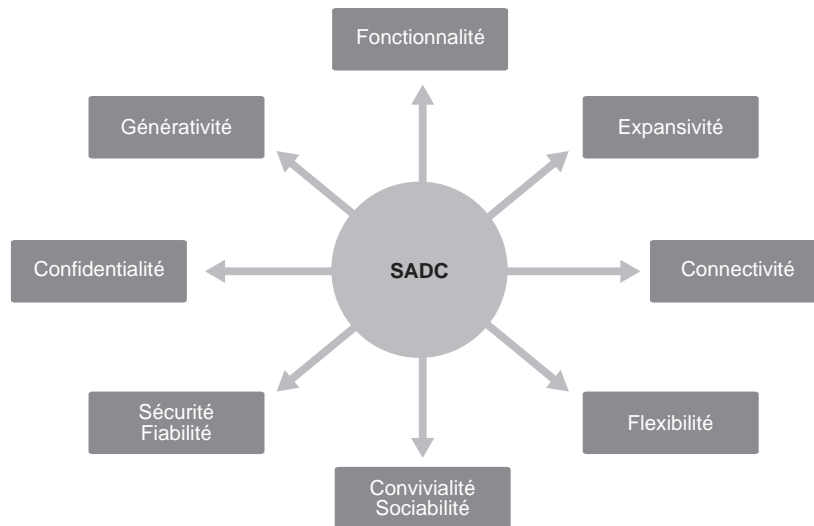 Fonctionnalité
Générativité
Expansivité
Confidentialité
SADC
Connectivité
Sécurité
Fiabilité
Flexibilité
Convivialité
Sociabilité